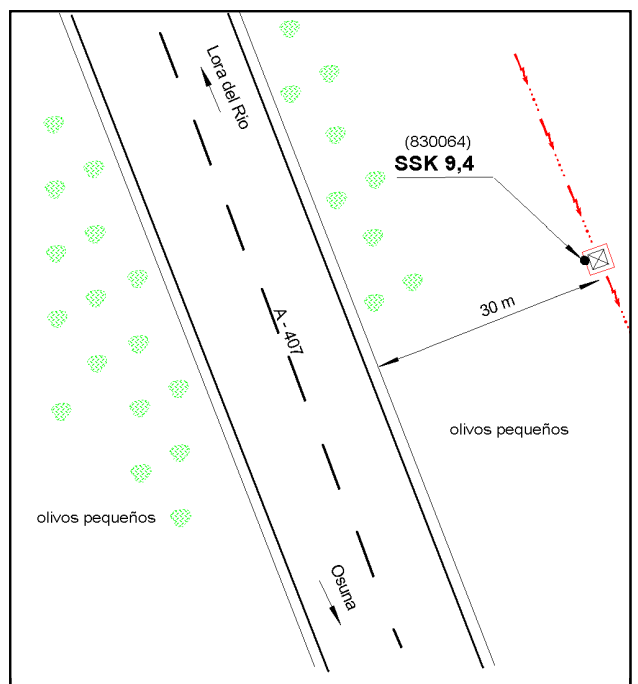 Lora del Rio
(830064)
SSK 9,4
A - 407
30 m
olivos pequeños
olivos pequeños
Osuna